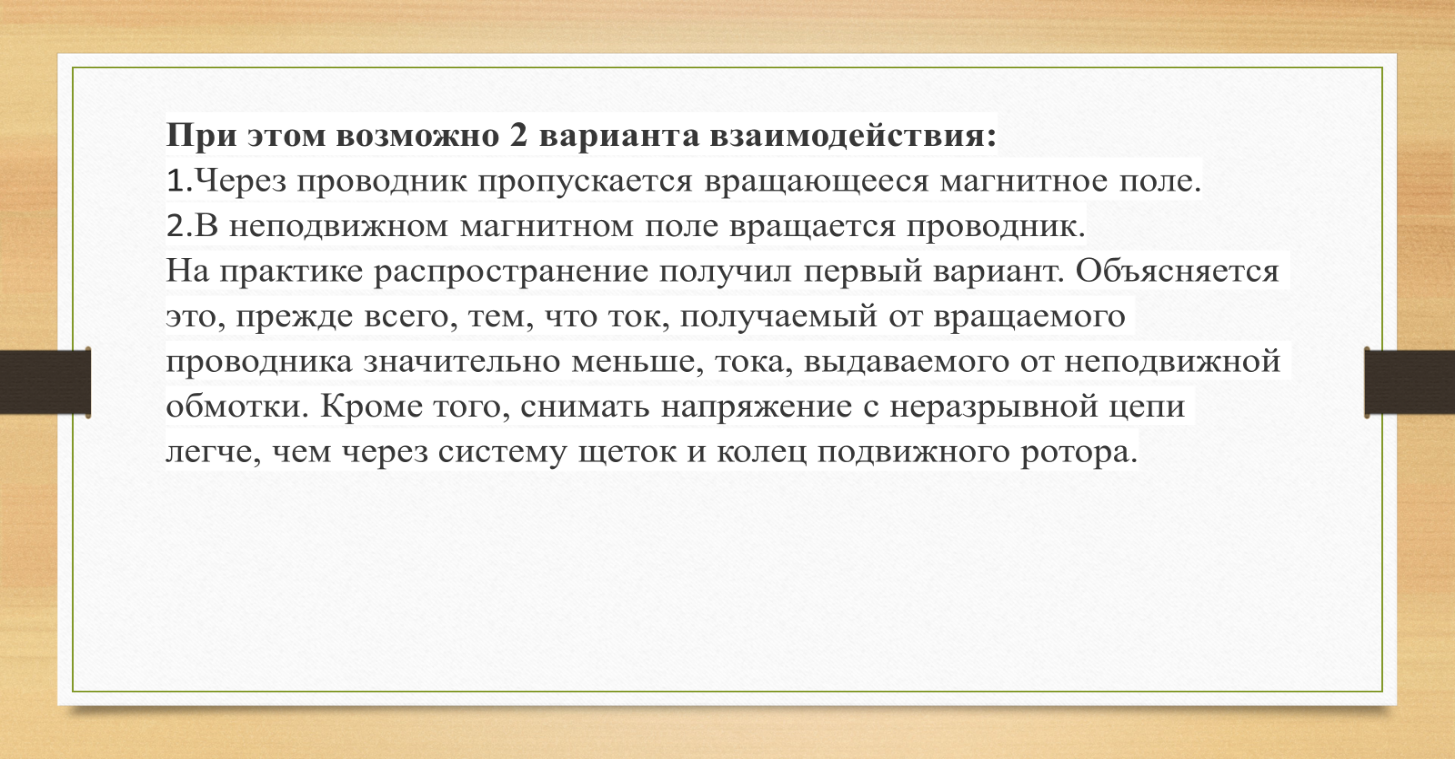 При этом возможно 2 варианта взаимодействия:
1.Через проводник пропускается вращающееся магнитное поле.
2.В неподвижном магнитном поле вращается проводник.
На практике распространение получил первый вариант. Объясняется
это, прежде всего, тем, что ток, получаемый от вращаемого
проводника значительно меньше, тока, выдаваемого от неподвижной
обмотки. Кроме того, снимать напряжение с неразрывной цепи
легче, чем через систему щеток и колец подвижного ротора.